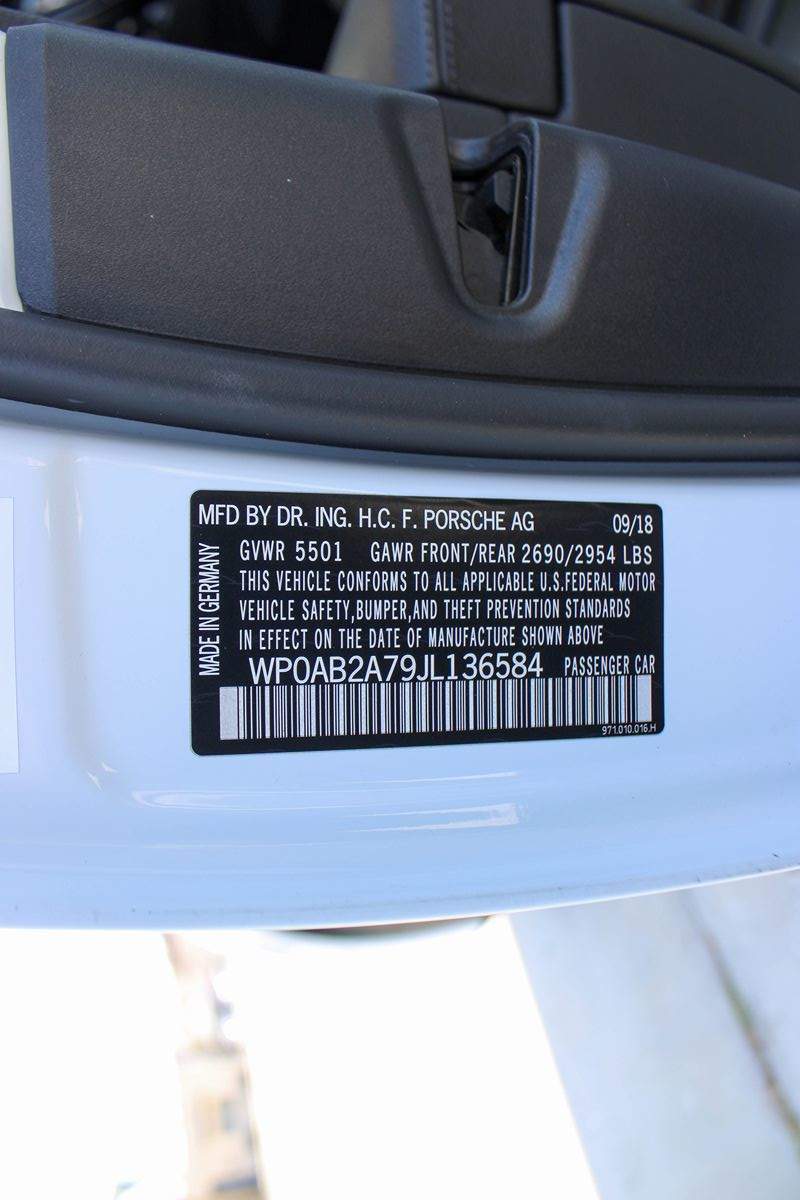 MFD BY DR. ING. H.C. F. PORSCHE AG 09/18
MADE IN GERMANY
GVWR 5501 GAWR FRONT/REAR 2690/2954 LBS
THIS VEHICLE CONFORMS TO ALL APPLICABLE U.S.FEDERAL MOTOR
VEHICLE SAFETY,BUMPER,AND THEFT PREVENTION STANDARDS
IN EFFECT ON THE DATE OF MANUFACTURE SHOWN ABOVE
WP0AB2A79JL136584 PASSENGER CAR
971.010.016.H